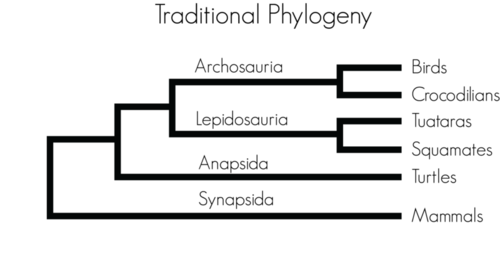 Traditional Phylogeny
Archosauria
Birds
Crocodilians
Lepidosauria
Tuataras
Squamates
Anapsida
Turtles
Synapsida
Mammals